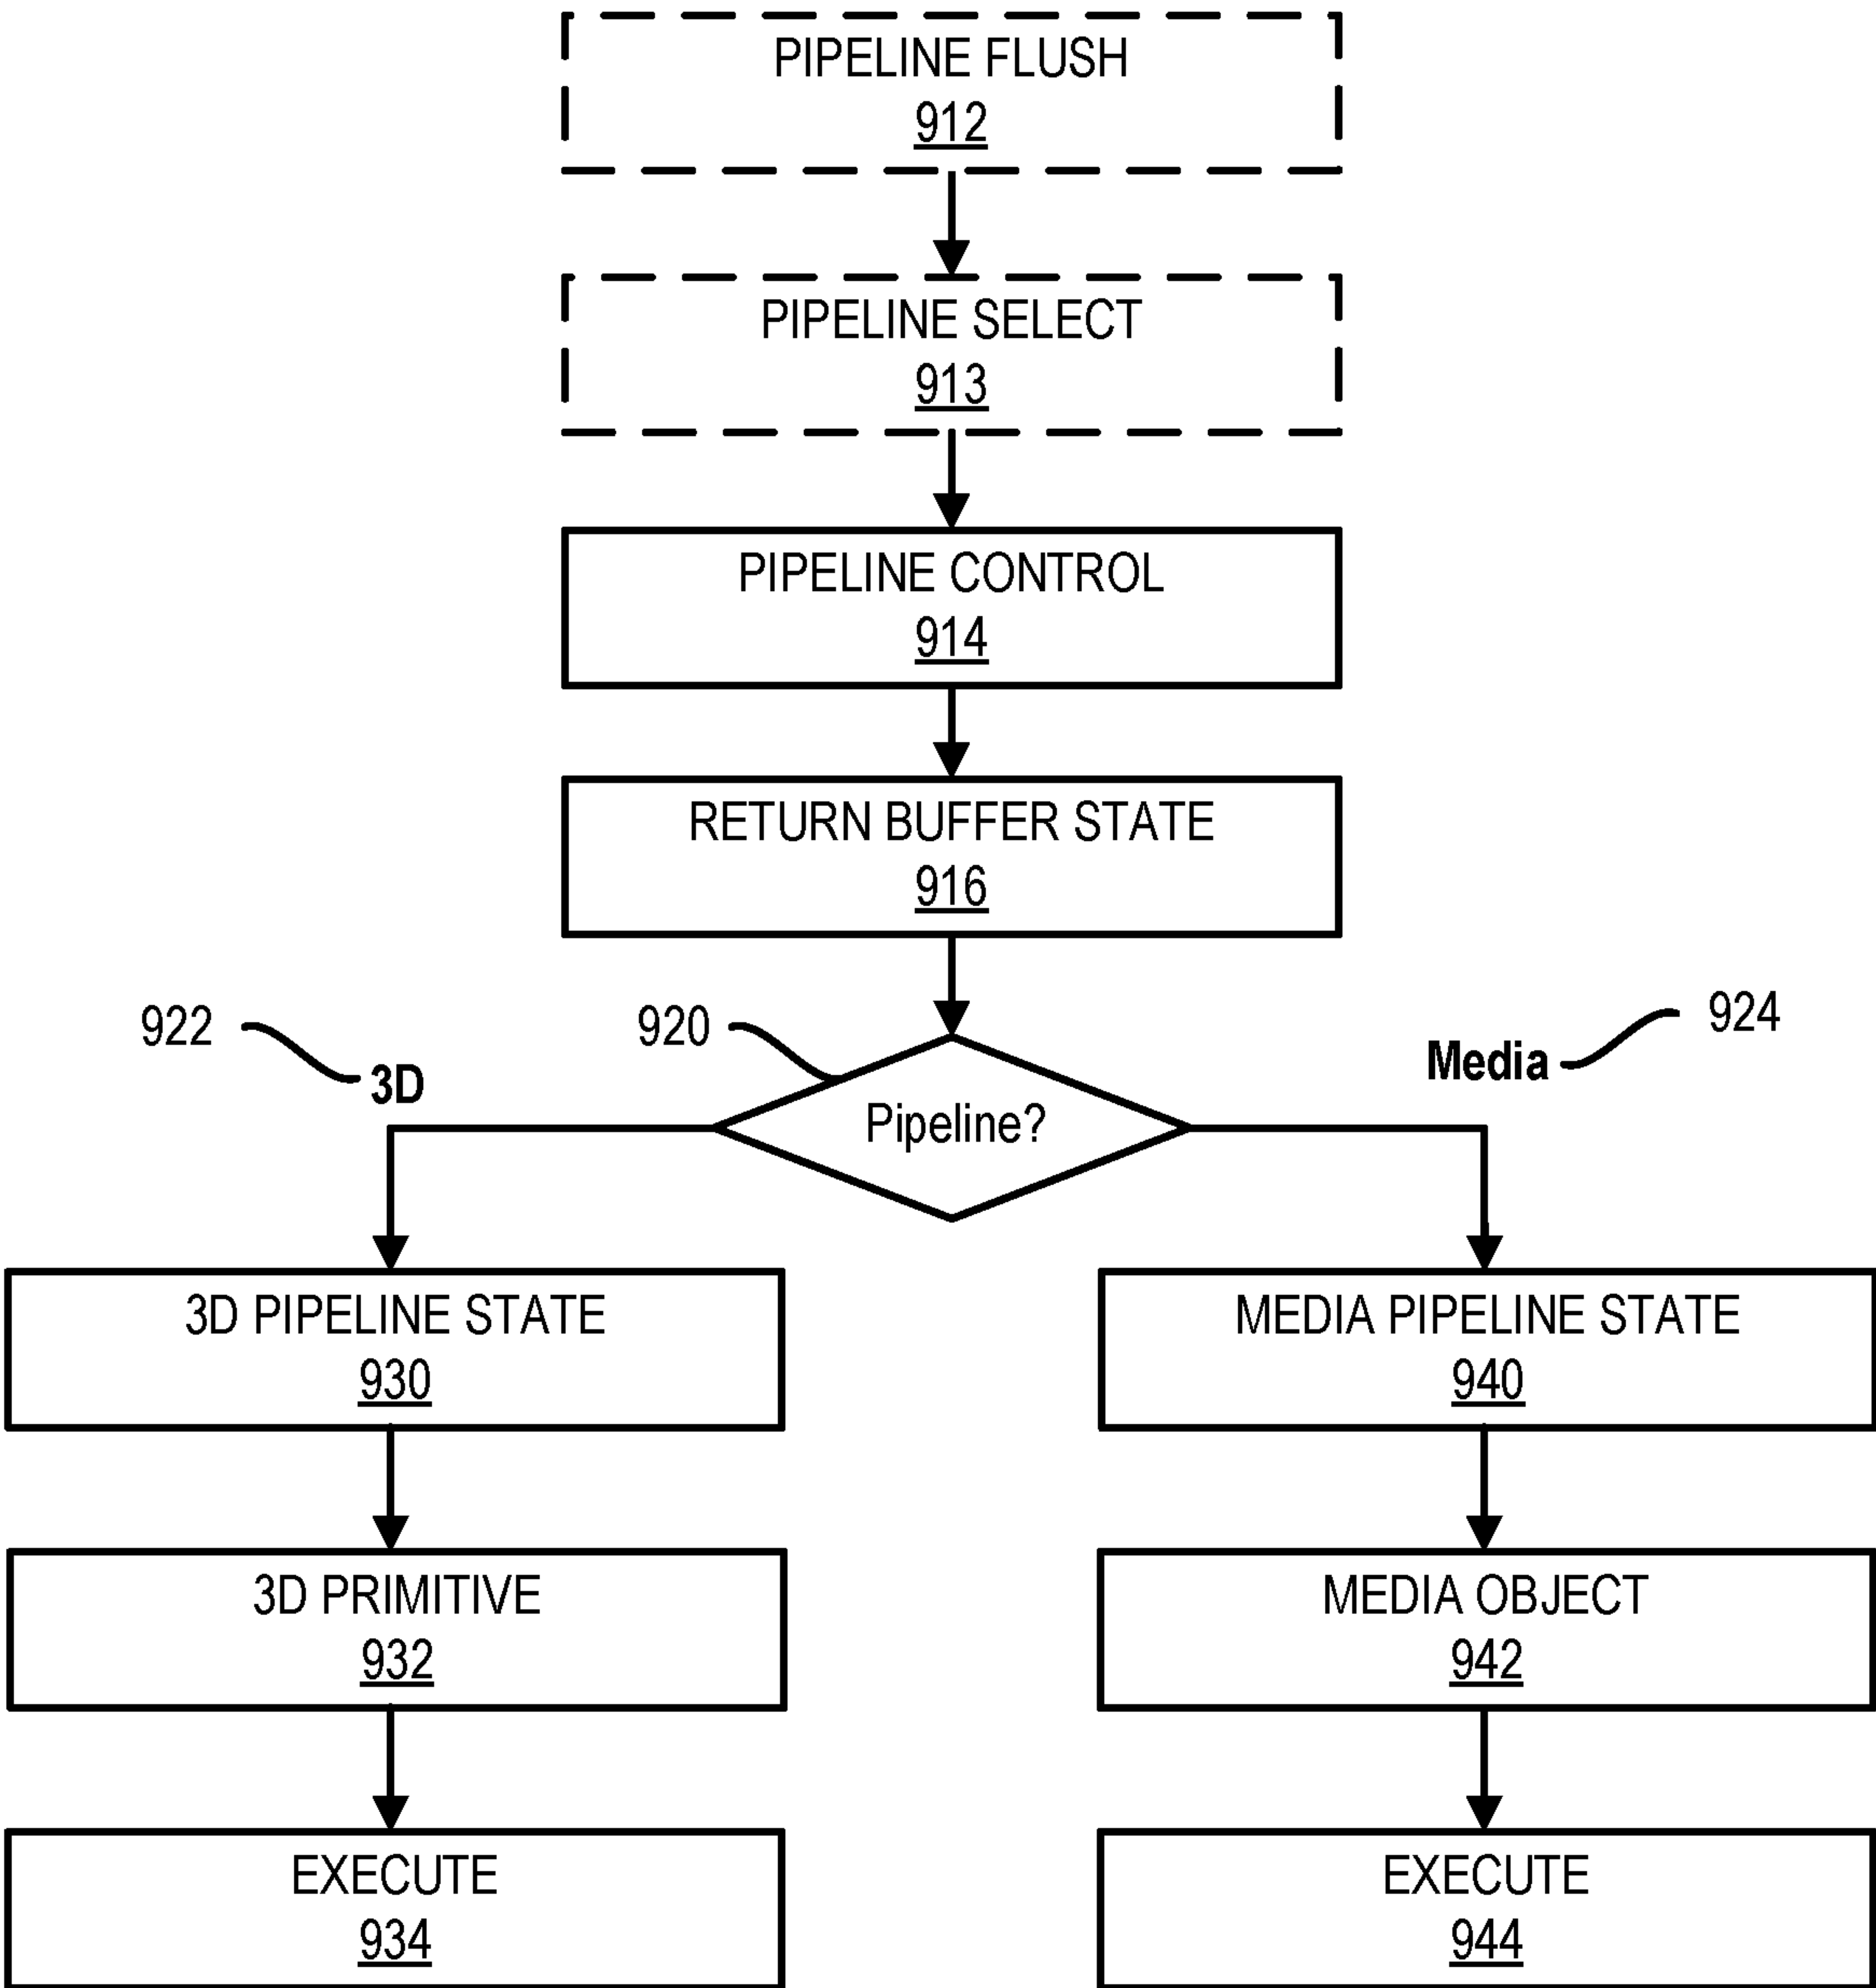 PIPELINE FLUSH
912
PIPELINE SELECT
913
PIPELINE CONTROL
914
RETURN BUFFER STATE
916
922
920
924
3D
Media
Pipeline?
3D PIPELINE STATE
930
MEDIA PIPELINE STATE
940
3D PRIMITIVE
932
MEDIA OBJECT
942
EXECUTE
934
EXECUTE
944